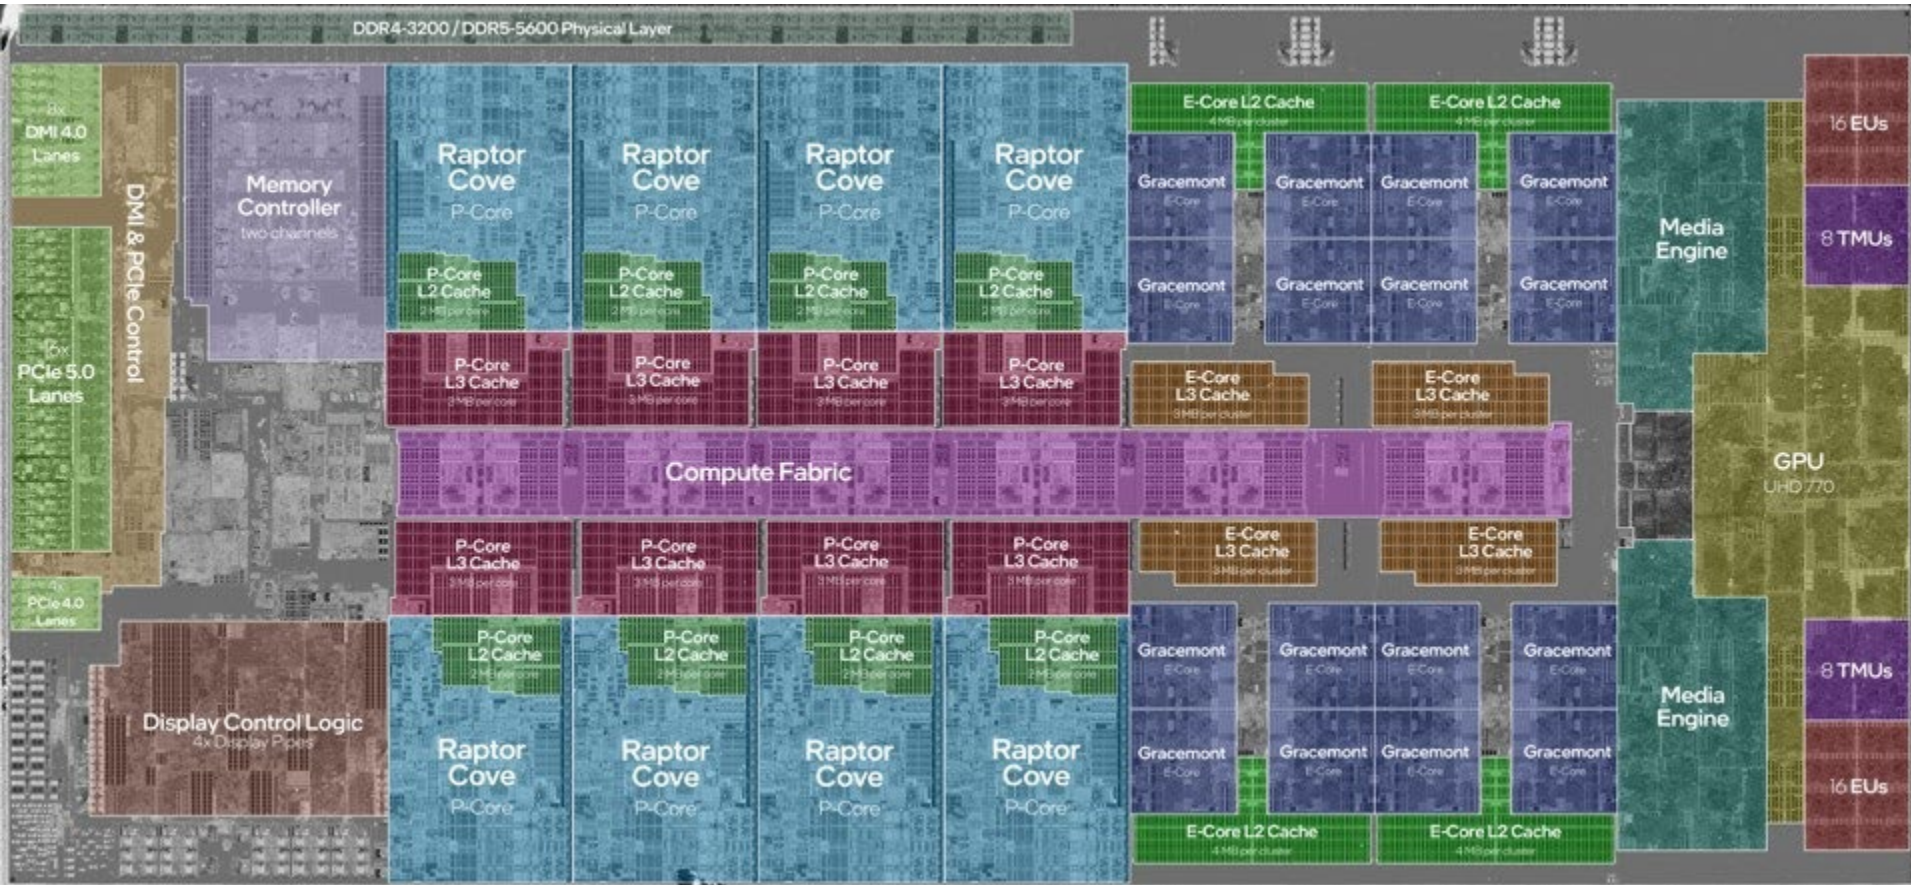 DDR4-3200 / DDR5-5600 Physical Layer
8x
DMI 4.0
Lanes
DMI & PCIe Control
16x
PCIe 5.0
Lanes
4x
PCIe 4.0
Lanes
Memory
Controller
two channels
Display Control Logic
4x Display Pipes
Raptor
Cove
P-Core
Raptor
Cove
P-Core
Raptor
Cove
P-Core
Raptor
Cove
P-Core
P-Core
L2 Cache
2 MB per core
P-Core
L2 Cache
2 MB per core
P-Core
L2 Cache
2 MB per core
P-Core
L2 Cache
2 MB per core
P-Core
L3 Cache
3 MB per core
P-Core
L3 Cache
3 MB per core
P-Core
L3 Cache
3 MB per core
P-Core
L3 Cache
3 MB per core
E-Core L2 Cache
4 MB per cluster
E-Core L2 Cache
4 MB per cluster
Gracemont
E-Core
Gracemont
E-Core
Gracemont
E-Core
Gracemont
E-Core
Gracemont
E-Core
Gracemont
E-Core
Gracemont
E-Core
Gracemont
E-Core
E-Core
L3 Cache
3 MB per cluster
E-Core
L3 Cache
3 MB per cluster
Compute Fabric
P-Core
L3 Cache
3 MB per core
P-Core
L3 Cache
3 MB per core
P-Core
L3 Cache
3 MB per core
P-Core
L3 Cache
3 MB per core
E-Core
L3 Cache
3 MB per cluster
E-Core
L3 Cache
3 MB per cluster
P-Core
L2 Cache
2 MB per core
P-Core
L2 Cache
2 MB per core
P-Core
L2 Cache
2 MB per core
P-Core
L2 Cache
2 MB per core
Raptor
Cove
P-Core
Raptor
Cove
P-Core
Raptor
Cove
P-Core
Raptor
Cove
P-Core
Gracemont
E-Core
Gracemont
E-Core
Gracemont
E-Core
Gracemont
E-Core
Gracemont
E-Core
Gracemont
E-Core
Gracemont
E-Core
Gracemont
E-Core
E-Core L2 Cache
4 MB per cluster
E-Core L2 Cache
4 MB per cluster
Media
Engine
Media
Engine
GPU
UHD 770
16 EUs
8 TMUs
8 TMUs
16 EUs